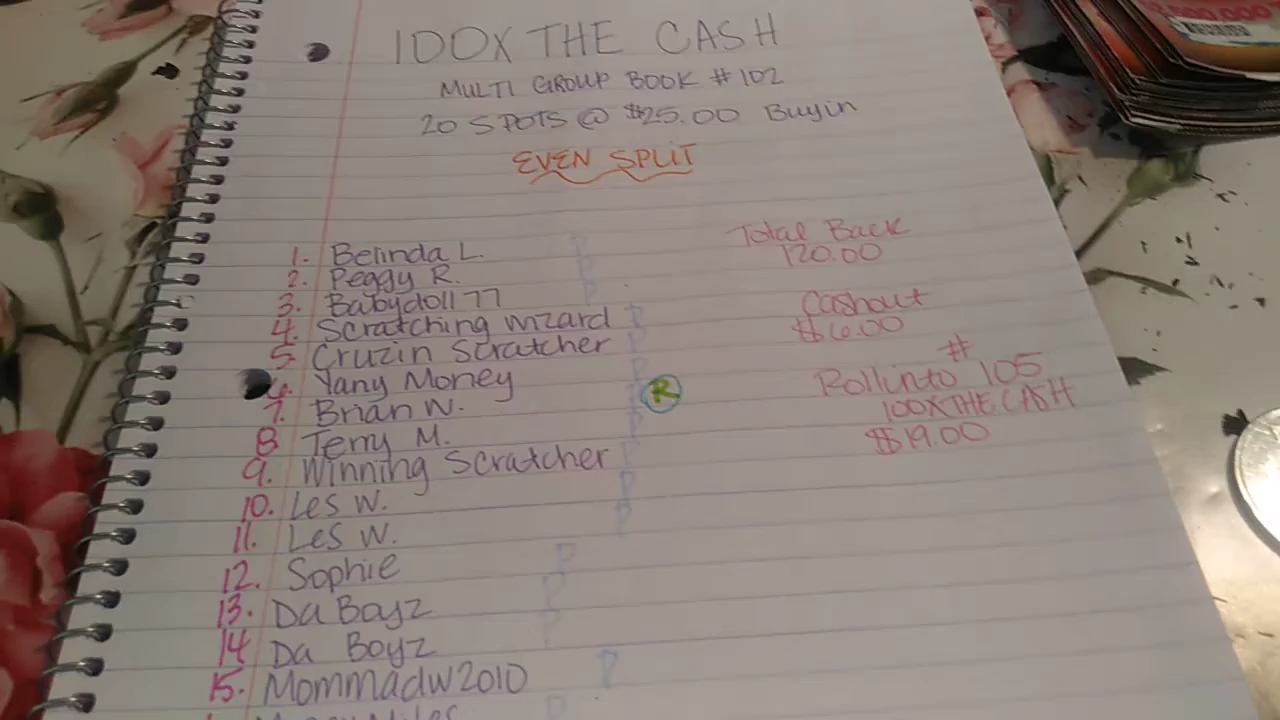 100X THE CASH
MULTI GROUP BOOK #102
20 SPOTS @ $25.00 Buyin
EVEN SPLIT
Total Back
120.00
Cashout
$6.00
Rollinto #105
100X THE CASH
$19.00
1. Belinda L. P
2. Peggy R. P
3. Babydoll 77 P
4. Scratching wizard P
5. Cruzin Scratcher P
6. Yany Money P
7. Brian W. P R
8. Terry M. P
9. Winning Scratcher P
10. Les W. P
11. Les W. P
12. Sophie P
13. Da Boyz P
14 Da Boyz P
15. Mommadw2010 P